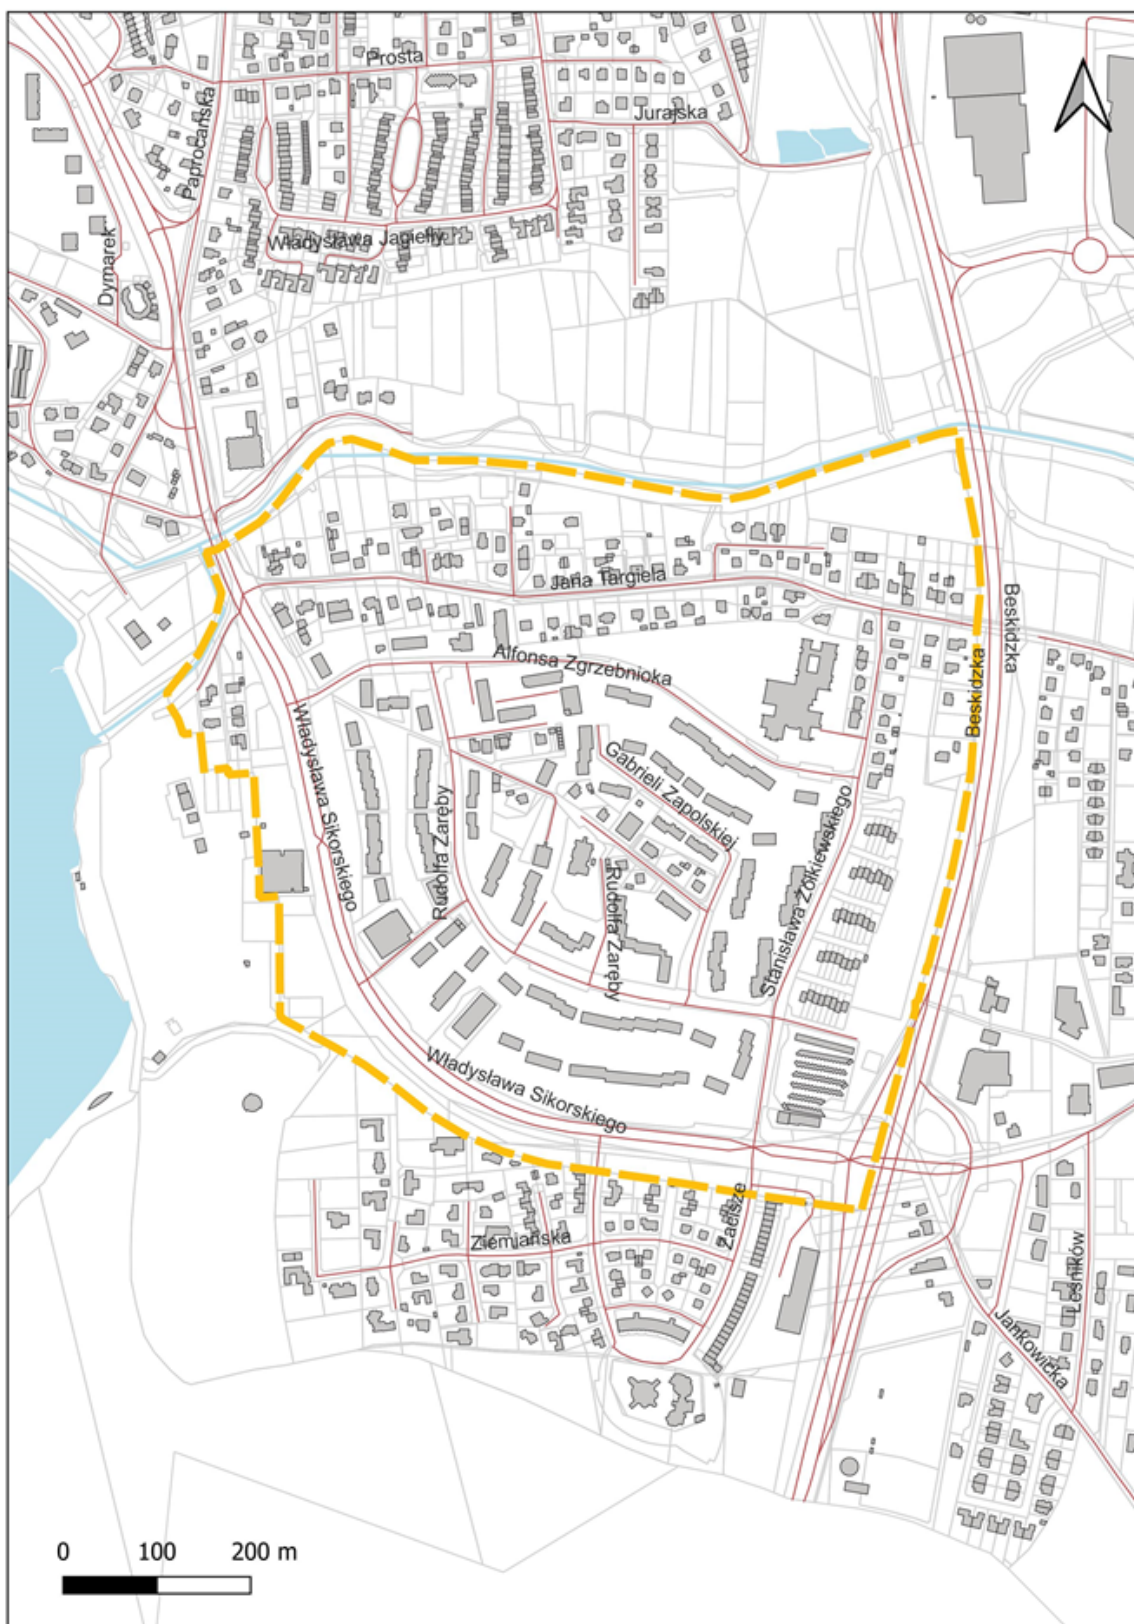 Prosta
Paprocańska
Jurajska
Władysława Jagiełły
Dymarek
Jana Targiela
Beskidzka
Alfonsa Zgrzebnioka
Beskidzka
Władysława Sikorskiego
Gabrieli Zapolskiej
Rudolfa Zaręby
Stanisława Żółkiewskiego
Rudolfa Zaręby
Władysława Sikorskiego
Zacisze
Ziemiańska
Leśników
Jankowicka
0 100 200 m